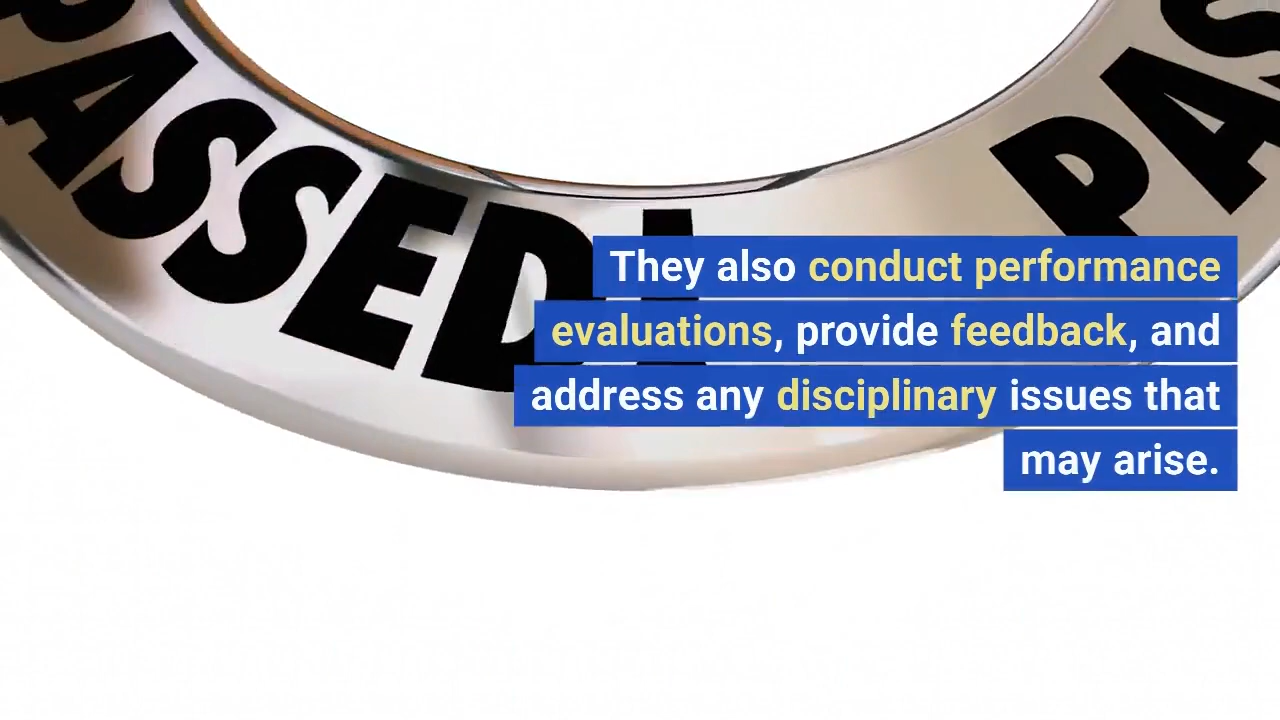 PASSED
PAS
They also conduct performance
evaluations, provide feedback, and
address any disciplinary issues that
may arise.